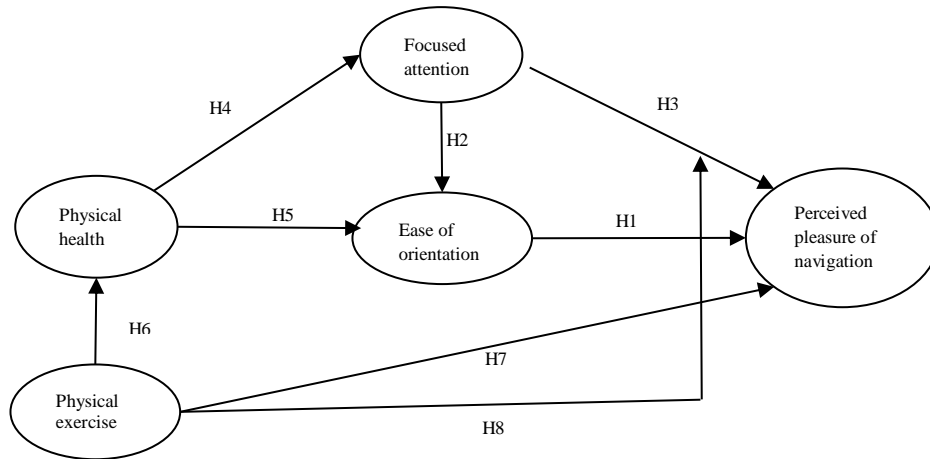 Focused
attention
H4
H3
H2
Physical
health
H5
Ease of
orientation
H1
Perceived
pleasure of
navigation
H6
H7
Physical
exercise
H8